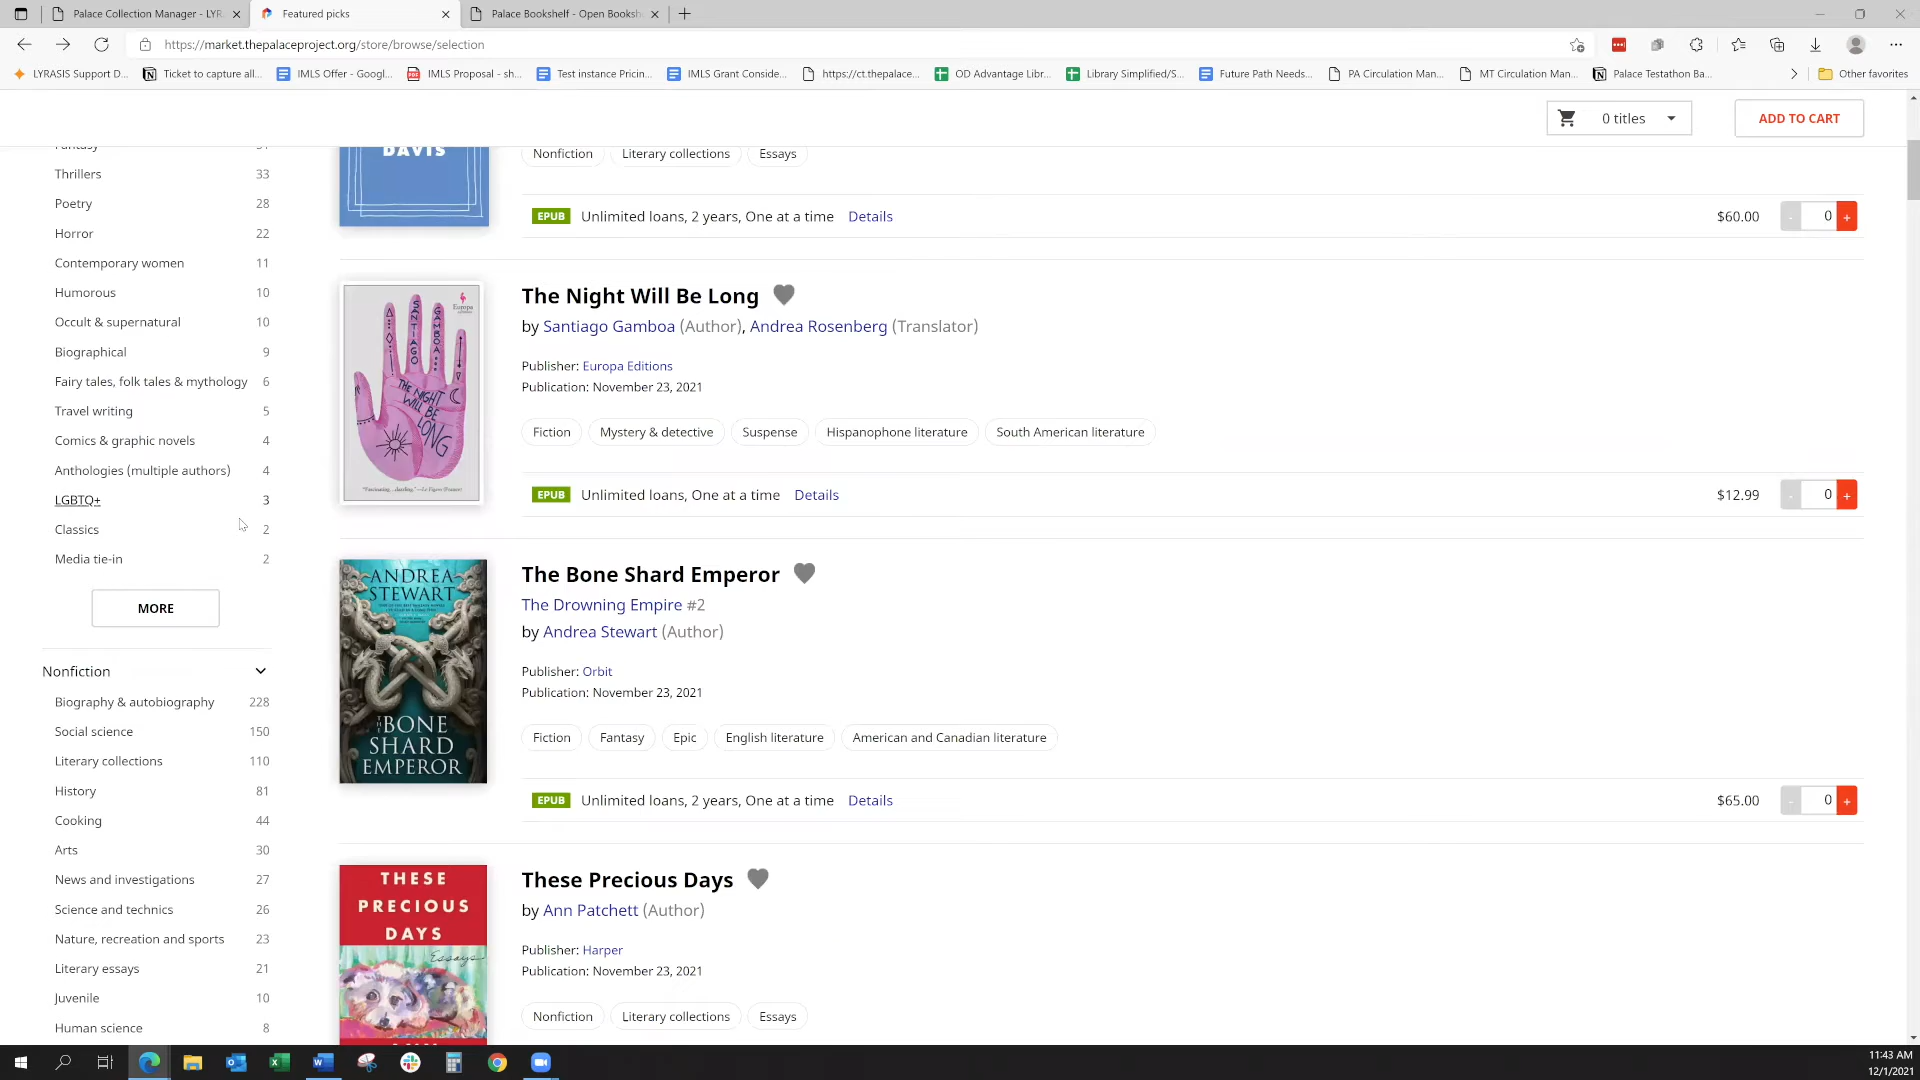 Palace Collection Manager - LYR
Featured picks
Palace Bookshelf - Open Booksh
https://market.thepalaceproject.org/store/browse/selection
LYRASIS Support D...
Ticket to capture all...
IMLS Offer - Googl...
IMLS Proposal - sh...
Test instance Pricin...
IMLS Grant Conside...
https://ct.thepalace...
OD Advantage Libr...
Library Simplified/S...
Future Path Needs...
PA Circulation Man...
MT Circulation Man...
Palace Testathon Ba...
Other favorites
0 titles
ADD TO CART
Fantasy
Thrillers 33
Poetry 28
Horror 22
Contemporary women 11
Humorous 10
Occult & supernatural 10
Biographical 9
Fairy tales, folk tales & mythology 6
Travel writing 5
Comics & graphic novels 4
Anthologies (multiple authors) 4
LGBTQ+ 3
Classics 2
Media tie-in 2
MORE
Nonfiction
Biography & autobiography 228
Social science 150
Literary collections 110
History 81
Cooking 44
Arts 30
News and investigations 27
Science and technics 26
Nature, recreation and sports 23
Literary essays 21
Juvenile 10
Human science 8
DAVIS
Nonfiction Literary collections Essays
EPUB Unlimited loans, 2 years, One at a time Details $60.00 - 0 +
SANTIAGO
GAMBOA
THE NIGHT
WILL BE
LONG
Europa
The Night Will Be Long
by Santiago Gamboa (Author), Andrea Rosenberg (Translator)
Publisher: Europa Editions
Publication: November 23, 2021
Fiction Mystery & detective Suspense Hispanophone literature South American literature
EPUB Unlimited loans, One at a time Details $12.99 - 0 +
ANDREA
STEWART
THE
BONE
SHARD
EMPEROR
The Bone Shard Emperor
The Drowning Empire #2
by Andrea Stewart (Author)
Publisher: Orbit
Publication: November 23, 2021
Fiction Fantasy Epic English literature American and Canadian literature
EPUB Unlimited loans, 2 years, One at a time Details $65.00 - 0 +
THESE
PRECIOUS
DAYS
Essays
These Precious Days
by Ann Patchett (Author)
Publisher: Harper
Publication: November 23, 2021
Nonfiction Literary collections Essays
11:43 AM
12/1/2021